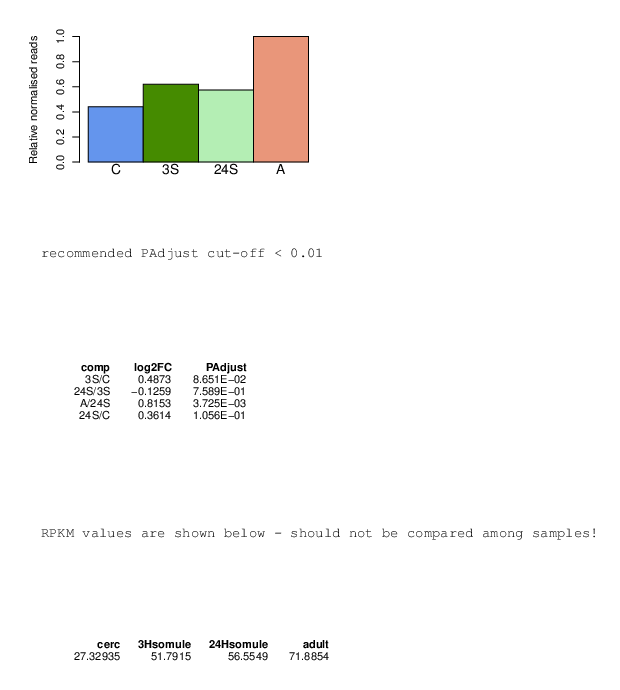 Relative normalised reads
1.0
0.8
0.6
0.4
0.2
0.0
C 3S 24S A
recommended PAdjust cut-off < 0.01
comp log2FC PAdjust
3S/C 0.4873 8.651E−02
24S/3S −0.1259 7.589E−01
A/24S 0.8153 3.725E−03
24S/C 0.3614 1.056E−01
RPKM values are shown below - should not be compared among samples!
cerc 3Hsomule 24Hsomule adult
27.32935 51.7915 56.5549 71.8854